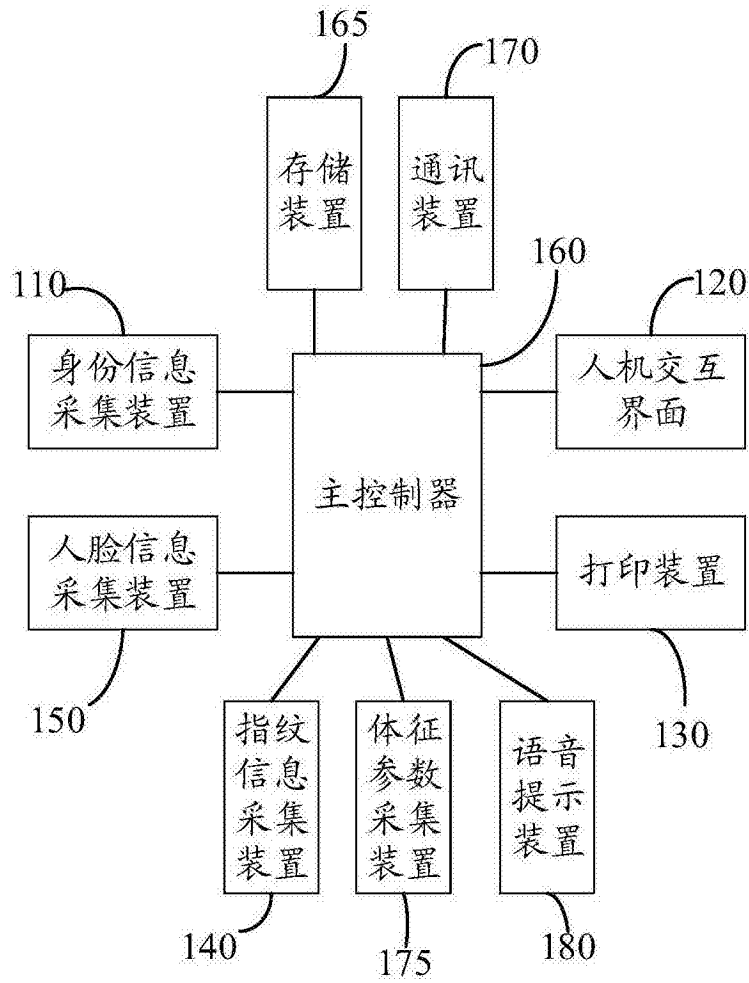 165
170
存储
装置
通讯
装置
110
160
120
身份信息
采集装置
人机交互
界面
主控制器
人脸信息
采集装置
打印装置
150
130
指纹
信息
采集
装置
体征
参数
采集
装置
语音
提示
装置
140
175
180